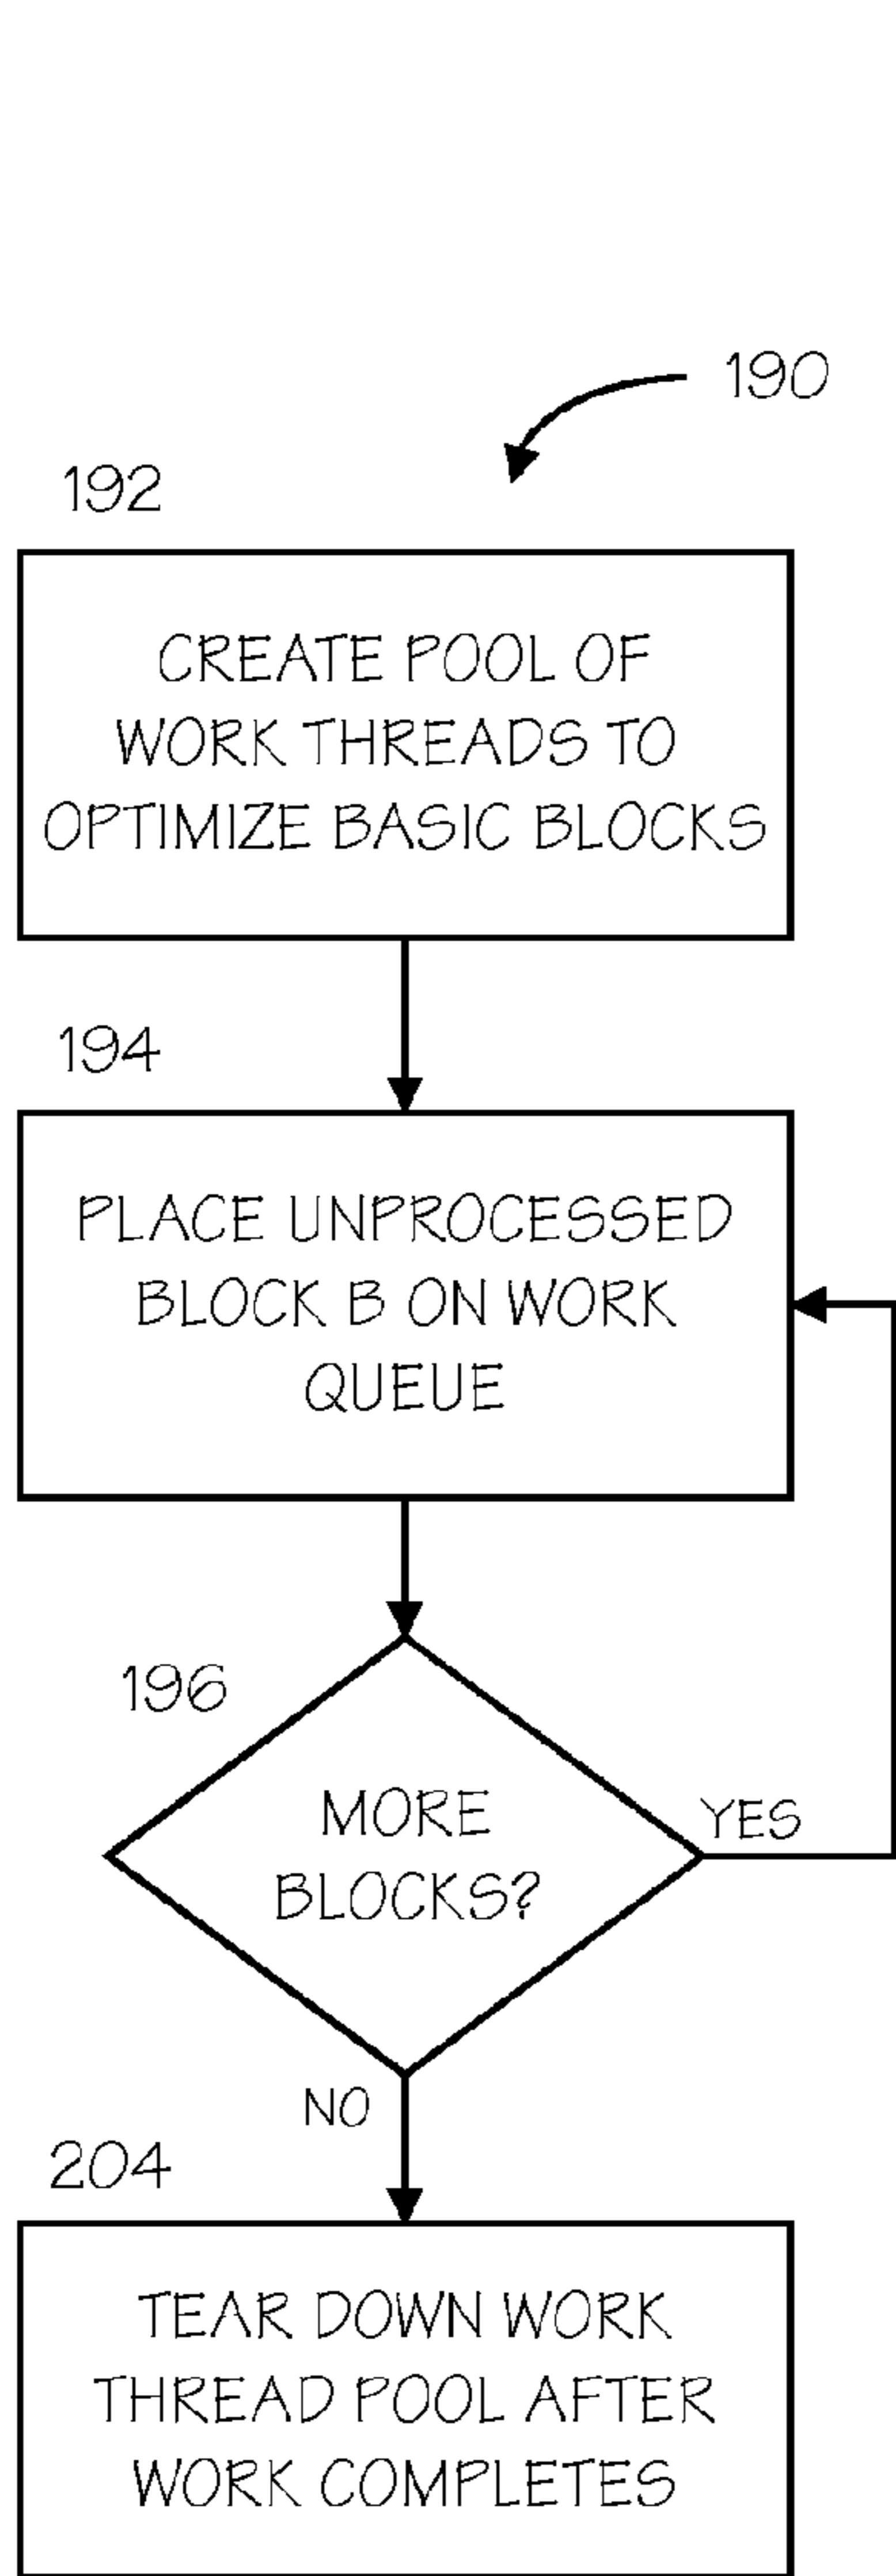 190
192
CREATE POOL OF
WORK THREADS TO
OPTIMIZE BASIC BLOCKS
194
PLACE UNPROCESSED
BLOCK B ON WORK
QUEUE
196
MORE
BLOCKS?
YES
NO
204
TEAR DOWN WORK
THREAD POOL AFTER
WORK COMPLETES